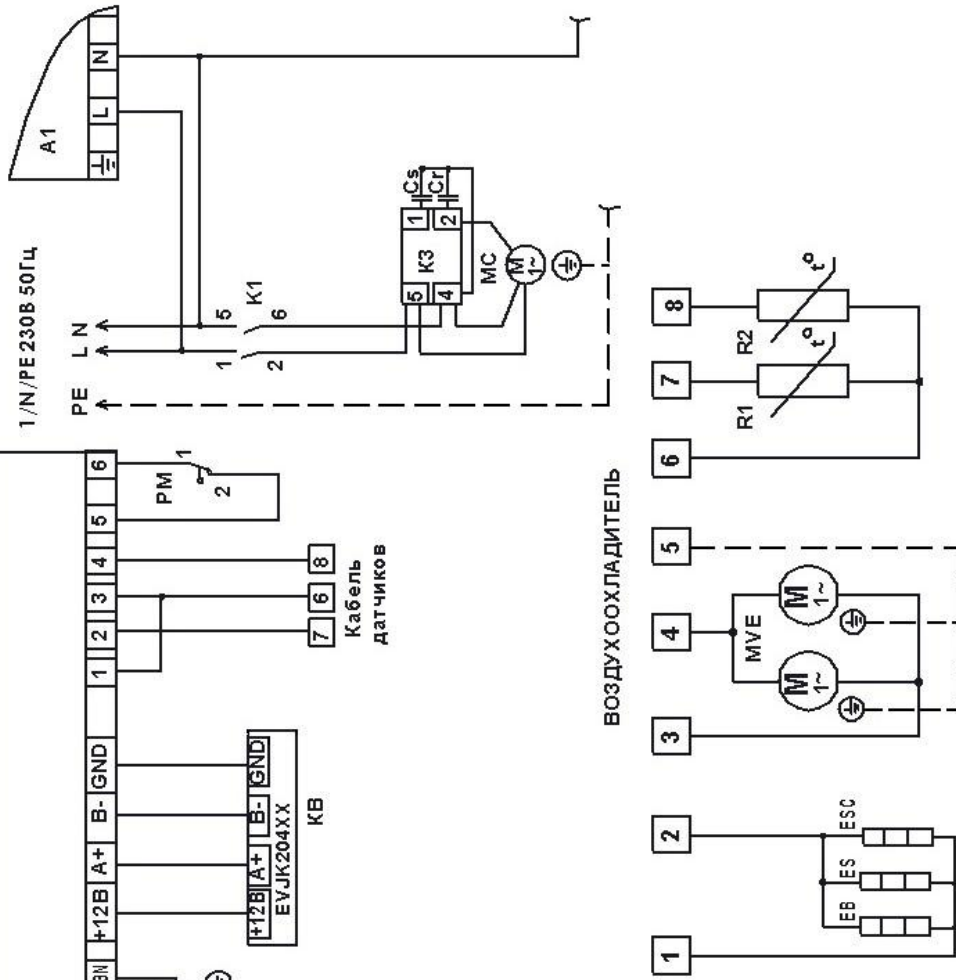 A1
L
N
1/N/PE 230В 50Гц
PE
L
N
1
5
K1
2
6
5
K3
1
Cs
4
2
Cr
MC
M
1~
BN
+12В
A+
B-
GND
1
2
3
4
5
6
PM
1
2
7
6
8
Кабель
датчиков
+12В
A+
B-
GND
EVJK204XX
КВ
ВОЗДУХООХЛАДИТЕЛЬ
1
2
3
4
5
6
7
8
EB
ES
ESC
MVE
M
1~
M
1~
R1
t°
R2
t°